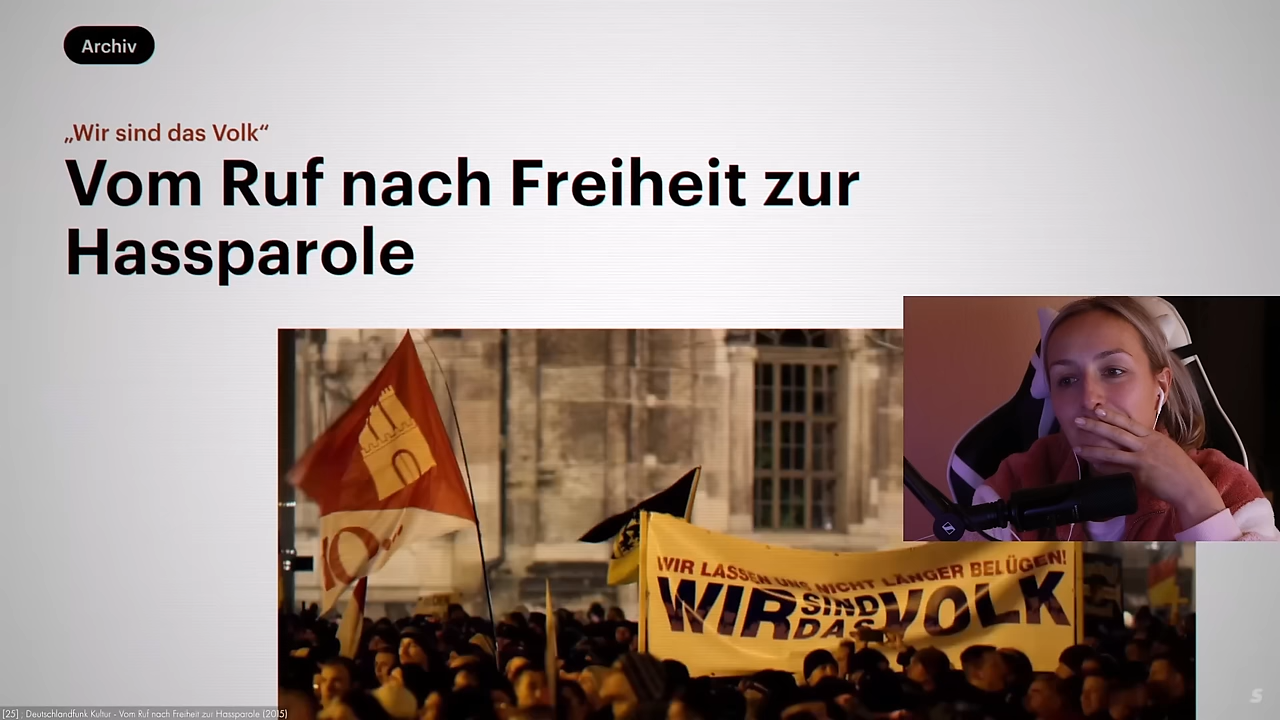 Archiv
„Wir sind das Volk“
Vom Ruf nach Freiheit zur
Hassparole
WIR LASSEN UNS NICHT LÄNGER BELÜGEN!
WIR SIND DAS VOLK
[25] : Deutschlandfunk Kultur - Vom Ruf nach Freiheit zur Hassparole (2015)
S